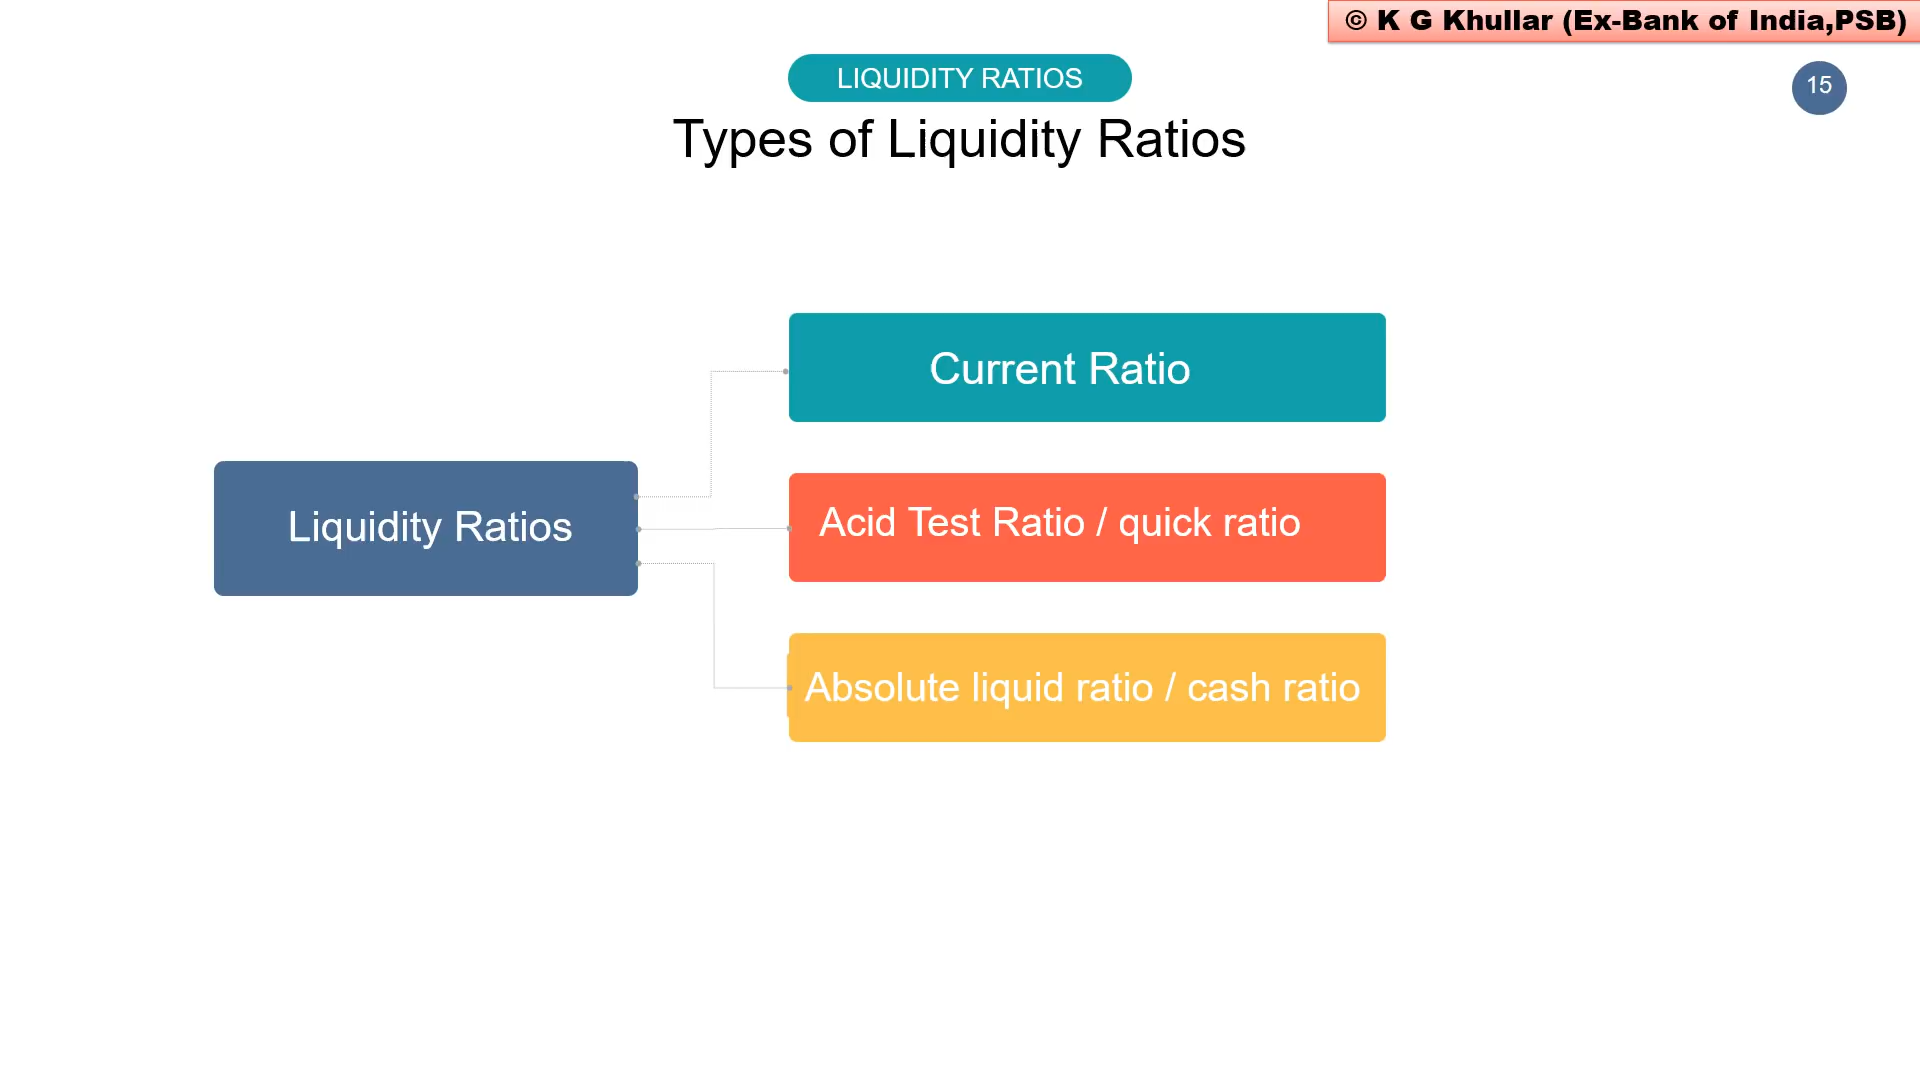 © K G Khullar (Ex-Bank of India,PSB)
LIQUIDITY RATIOS
15
Types of Liquidity Ratios
Current Ratio
Liquidity Ratios
Acid Test Ratio / quick ratio
Absolute liquid ratio / cash ratio